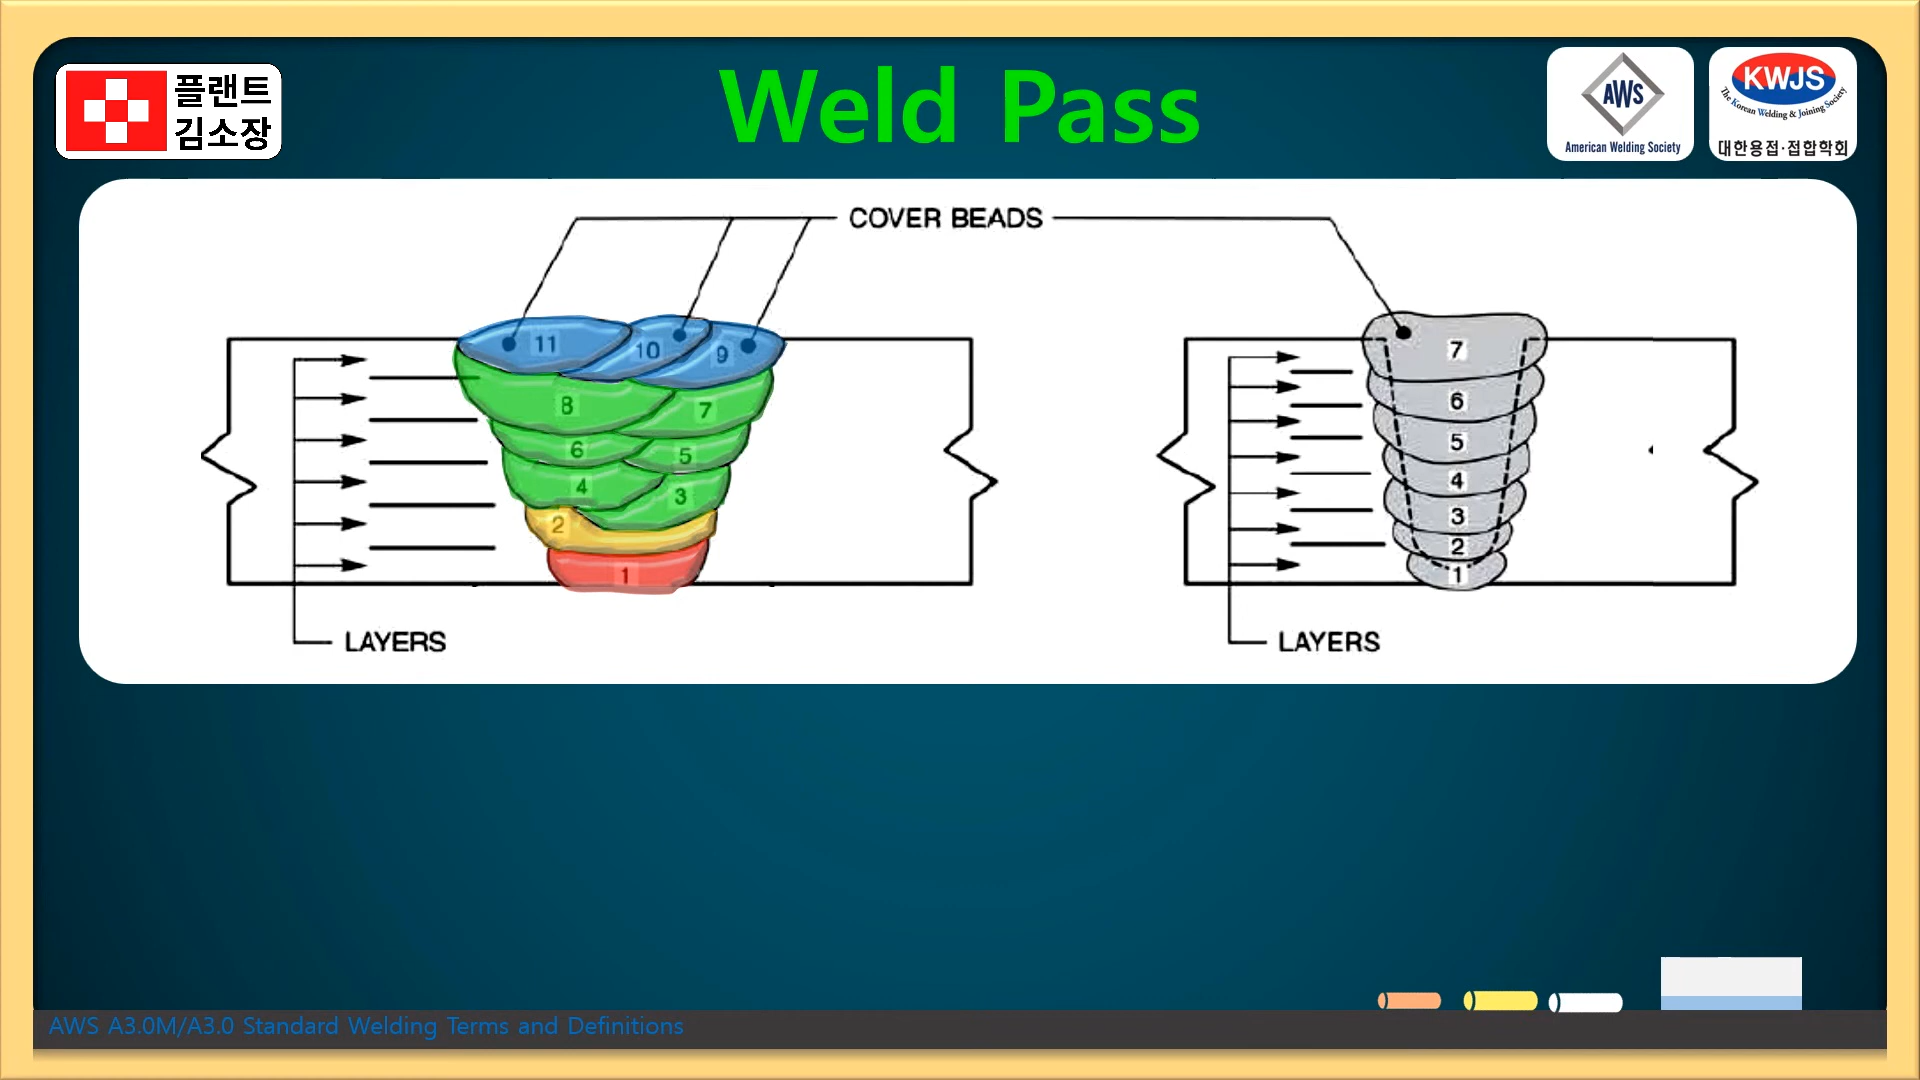 플랜트
김소장
Weld Pass
AWS
American Welding Society
KWJS
The Korean Welding & Joining Society
대한용접·접합학회
COVER BEADS
11
10
9
8
7
6
5
4
3
2
1
LAYERS
7
6
5
4
3
2
1
LAYERS
AWS A3.0M/A3.0 Standard Welding Terms and Definitions